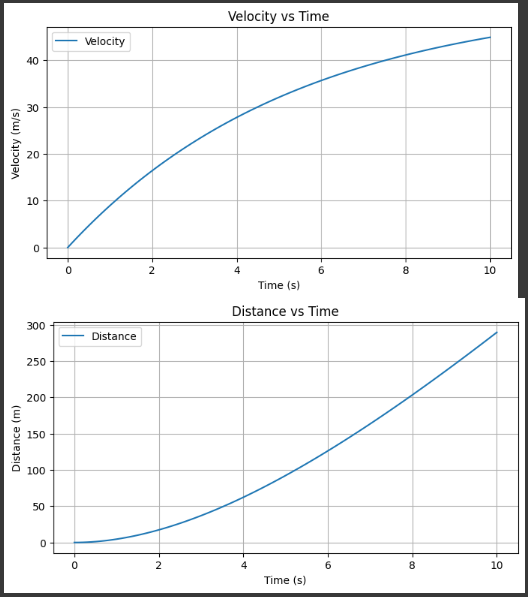 Velocity vs Time
Velocity
Velocity (m/s)
40
30
20
10
0
0 2 4 6 8 10
Time (s)
Distance vs Time
Distance
Distance (m)
300
250
200
150
100
50
0
0 2 4 6 8 10
Time (s)